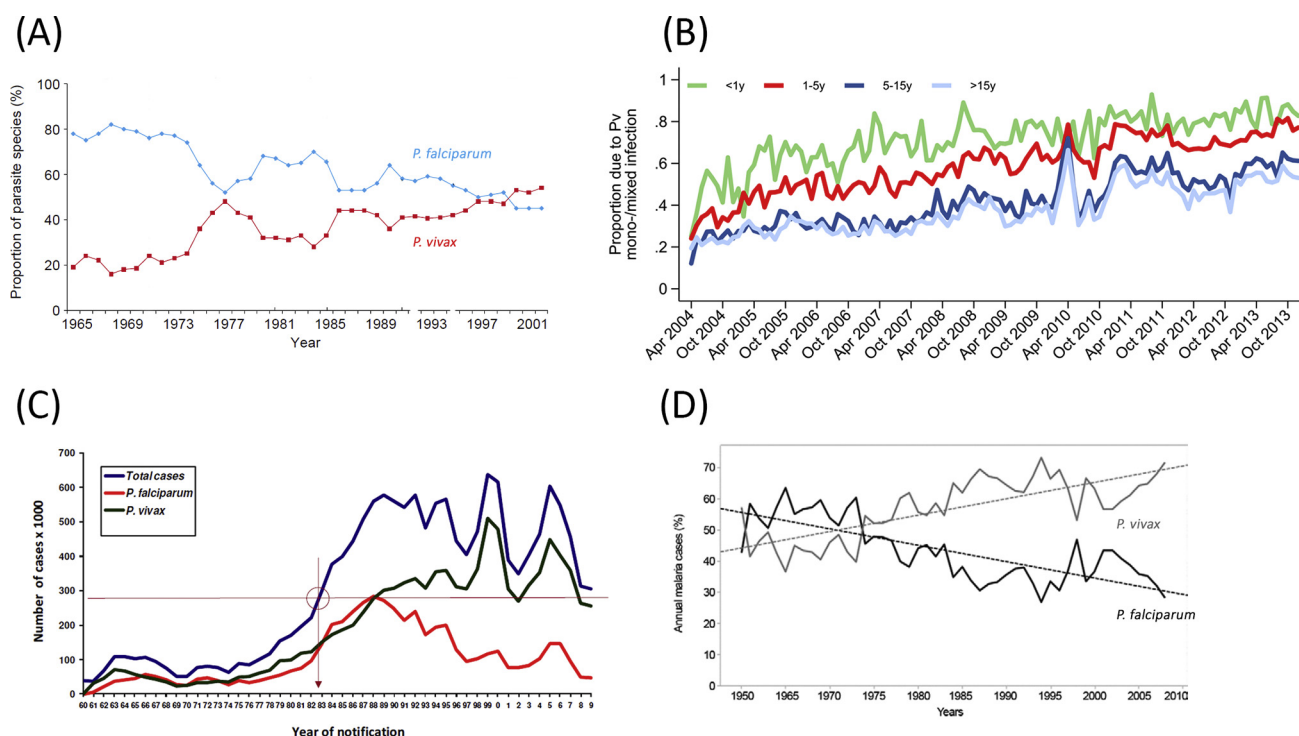 (A)
Proportion of parasite species (%)
100
80
60
40
20
0
P. falciparum
P. vivax
1965 1969 1973 1977 1981 1985 1989 1993 1997 2001
Year
(B)
<1y 1-5y 5-15y >15y
Proportion due to Pv
mono-/mixed infection
1
.8
.6
.4
.2
0
Apr 2004
Oct 2004
Apr 2005
Oct 2005
Apr 2006
Oct 2006
Apr 2007
Oct 2007
Apr 2008
Oct 2008
Apr 2009
Oct 2009
Apr 2010
Oct 2010
Apr 2011
Oct 2011
Apr 2012
Oct 2012
Apr 2013
Oct 2013
(C)
Number of cases x 1000
700
600
500
400
300
200
100
0
Total cases
P. falciparum
P. vivax
60 61 62 63 64 65 66 67 68 69 70 71 72 73 74 75 76 77 78 79 80 81 82 83 84 85 86 87 88 89 90 91 92 93 94 95 96 97 98 99 0 1 2 3 4 5 6 7 8 9
Year of notification
(D)
Annual malaria cases (%)
70
60
50
40
30
20
10
0
P. vivax
P. falciparum
1950 1965 1970 1975 1980 1985 1990 1995 2000 2005 2010
Years